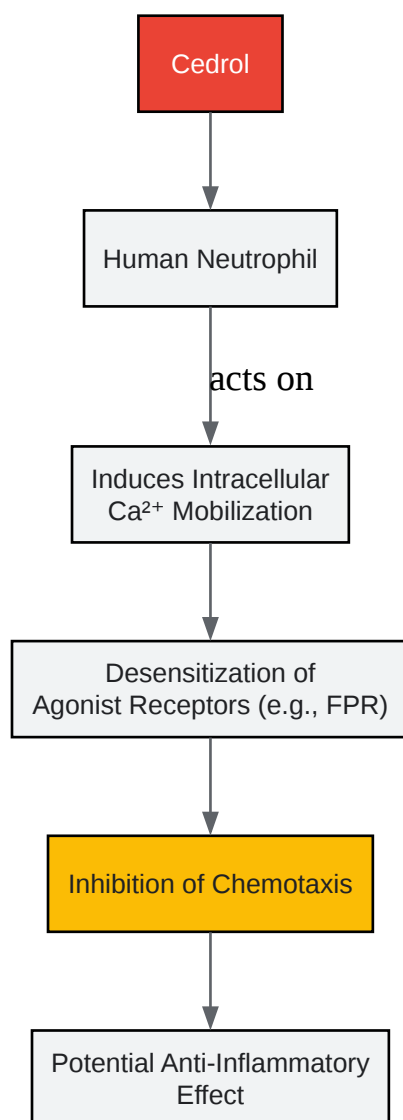 Cedrol
Human Neutrophil
acts on
Induces Intracellular
Ca²⁺ Mobilization
Desensitization of
Agonist Receptors (e.g., FPR)
Inhibition of Chemotaxis
Potential Anti-Inflammatory
Effect